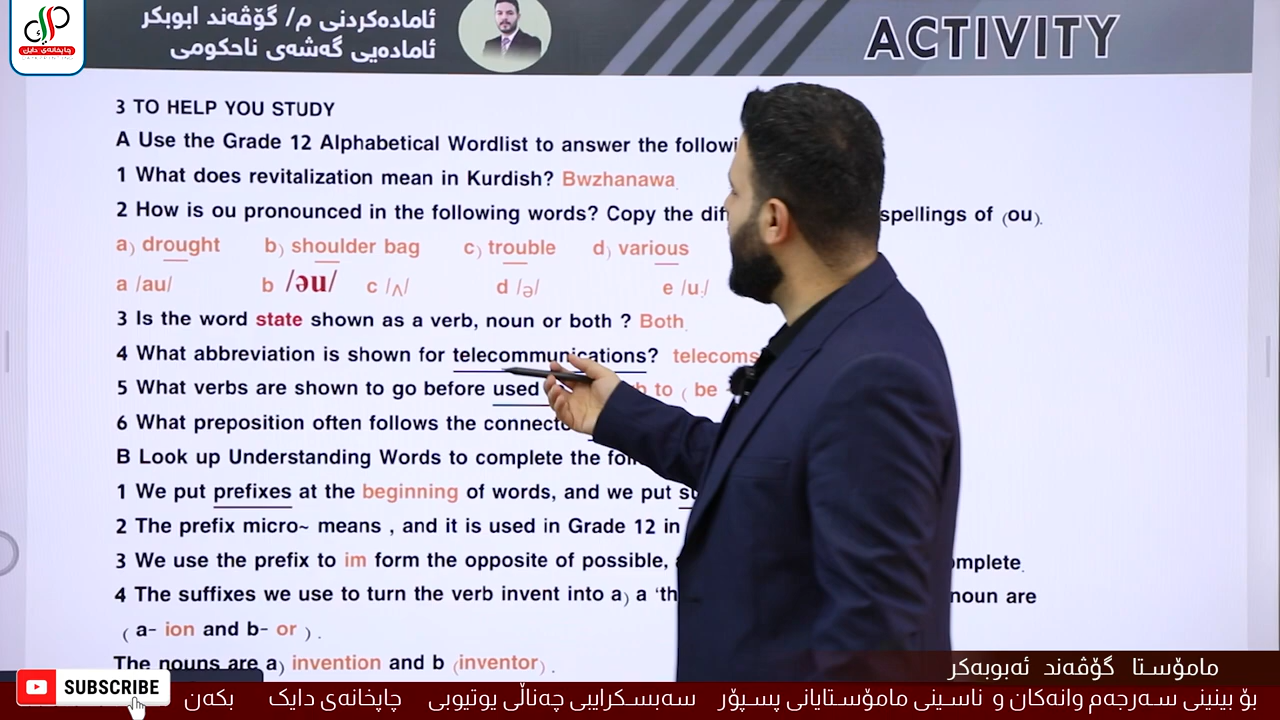 ئامادەکردنی م/ گۆڤەند ابوبکر
ئامادەیی گەشەی ناحکومی
ACTIVITY
چاپخانەی دایك
3 TO HELP YOU STUDY
A Use the Grade 12 Alphabetical Wordlist to answer the
1 What does revitalization mean in Kurdish? Bwzhanawa
2 How is ou pronounced in the following words? Copy the spellings of (ou).
a) drought b) shoulder bag c) trouble d) various
a /au/ b /əu/ c /ʌ/ d /ə/ e /u:/
3 Is the word state shown as a verb, noun or both ? Both.
4 What abbreviation is shown for telecommunications? telecoms
5 What verbs are shown to go before used to ( be
6 What preposition often follows the
B Look up Understanding Words to complete the
1 We put prefixes at the beginning of words, and we put
2 The prefix micro~ means , and it is used in Grade 12 in
3 We use the prefix to im form the opposite of possible,
4 The suffixes we use to turn the verb invent into a) a noun are
( a- ion and b- or ) .
The nouns are a) invention and b (inventor) .
SUBSCRIBE
مامۆستا گۆڤەند ئەبوبەکر
بۆ بینینی سەرجەم وانەکان و ناسینی مامۆستایانی پسپۆر سەبسکرایبی چەناڵی یوتیوبی چاپخانەی دایک بکەن